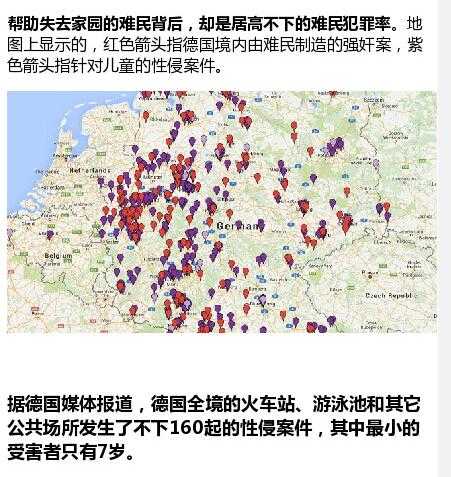 帮助失去家园的难民背后，却是居高不下的难民犯罪率。地
图上显示的，红色箭头指德国境内由难民制造的强奸案，紫
色箭头指针对儿童的性侵案件。
Netherlands
German
Belgium
Czech Republic
据德国媒体报道，德国全境的火车站、游泳池和其它
公共场所发生了不下160起的性侵案件，其中最小的
受害者只有7岁。